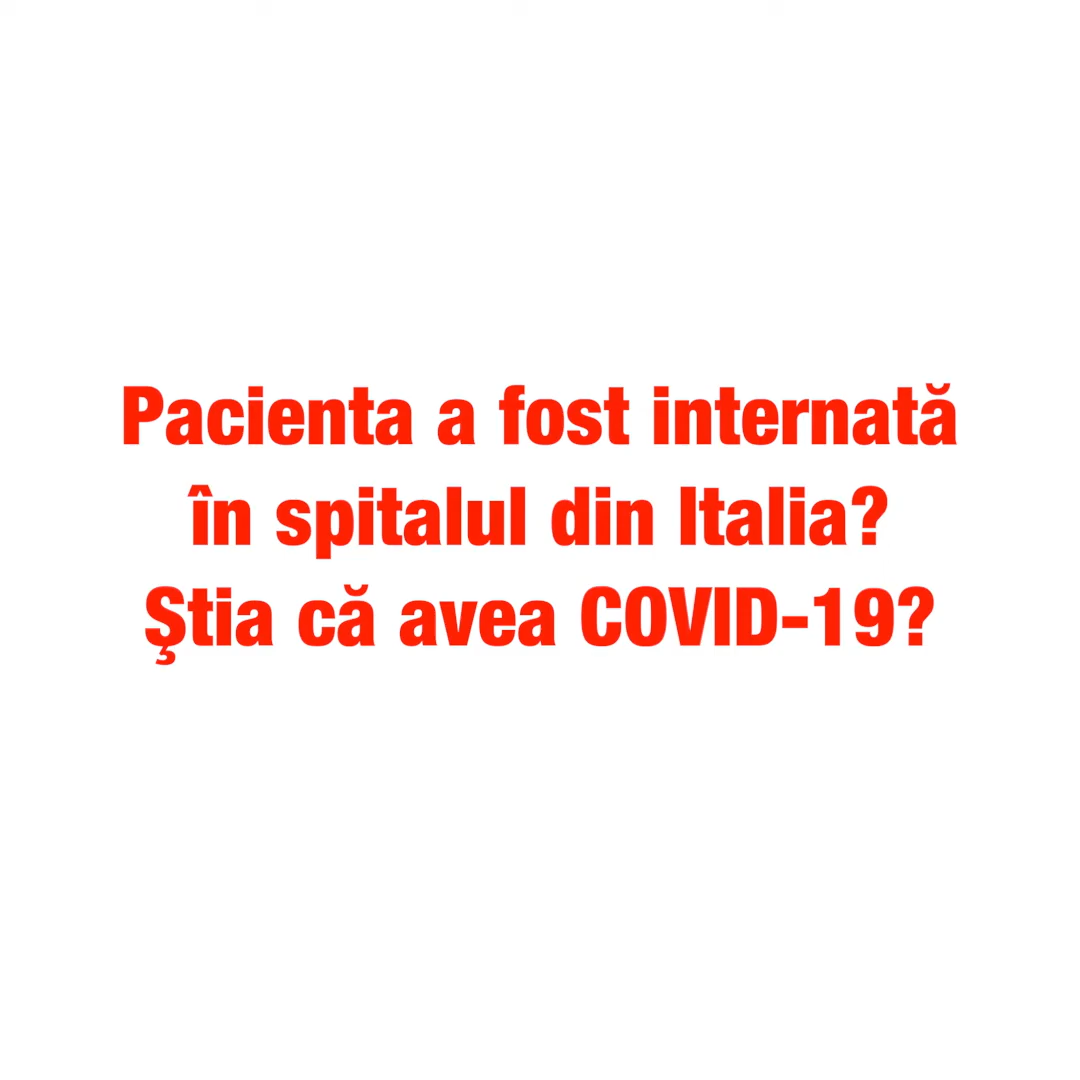 Pacienta a fost internată
în spitalul din Italia?
Ştia că avea COVID-19?